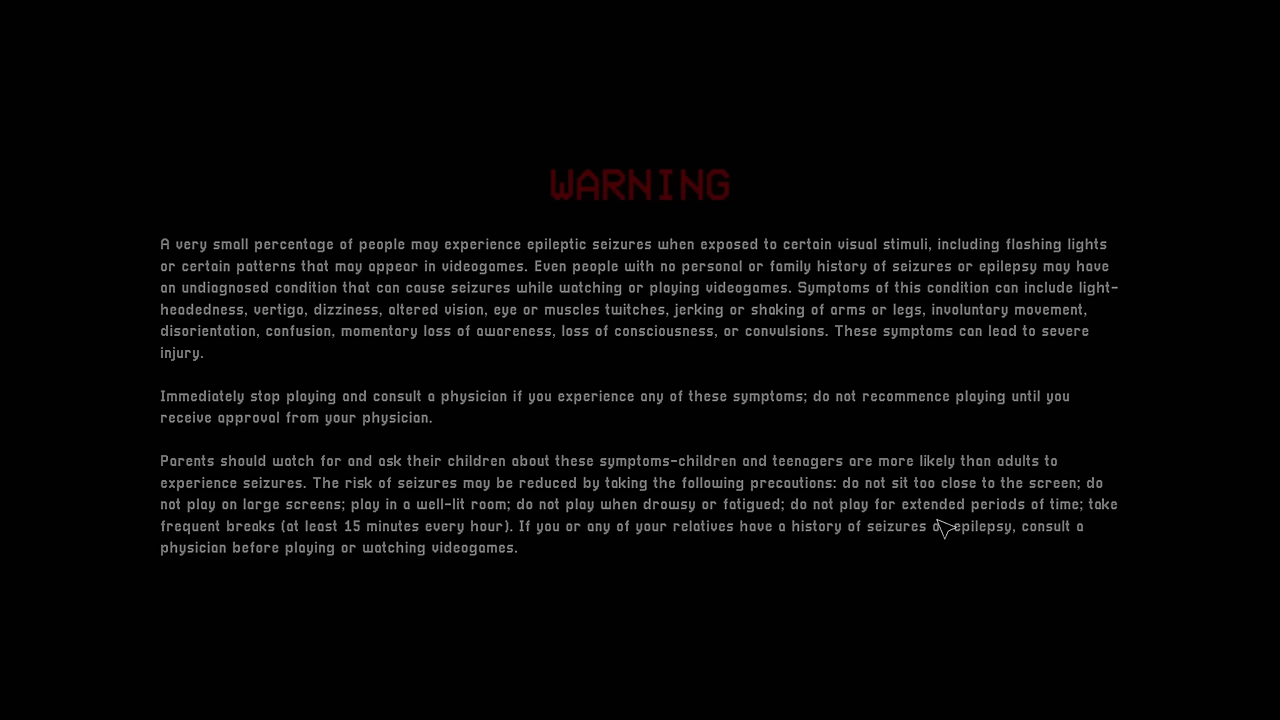 WARNING
A very small percentage of people may experience epileptic seizures when exposed to certain visual stimuli, including flashing lights
or certain patterns that may appear in videogames. Even people with no personal or family history of seizures or epilepsy may have
an undiagnosed condition that can cause seizures while watching or playing videogames. Symptoms of this condition can include light-
headedness, vertigo, dizziness, altered vision, eye or muscles twitches, jerking or shaking of arms or legs, involuntary movement,
disorientation, confusion, momentary loss of awareness, loss of consciousness, or convulsions. These symptoms can lead to severe
injury.
Immediately stop playing and consult a physician if you experience any of these symptoms; do not recommence playing until you
receive approval from your physician.
Parents should watch for and ask their children about these symptoms-children and teenagers are more likely than adults to
experience seizures. The risk of seizures may be reduced by taking the following precautions: do not sit too close to the screen; do
not play on large screens; play in a well-lit room; do not play when drowsy or fatigued; do not play for extended periods of time; take
frequent breaks (at least 15 minutes every hour). If you or any of your relatives have a history of seizures or epilepsy, consult a
physician before playing or watching videogames.